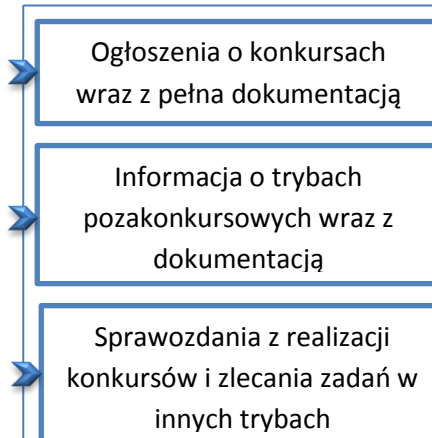 Ogłoszenia o konkursach
wraz z pełna dokumentacją
Informacja o trybach
pozakonkursowych wraz z
dokumentacją
Sprawozdania z realizacji
konkursów i zlecania zadań w
innych trybach